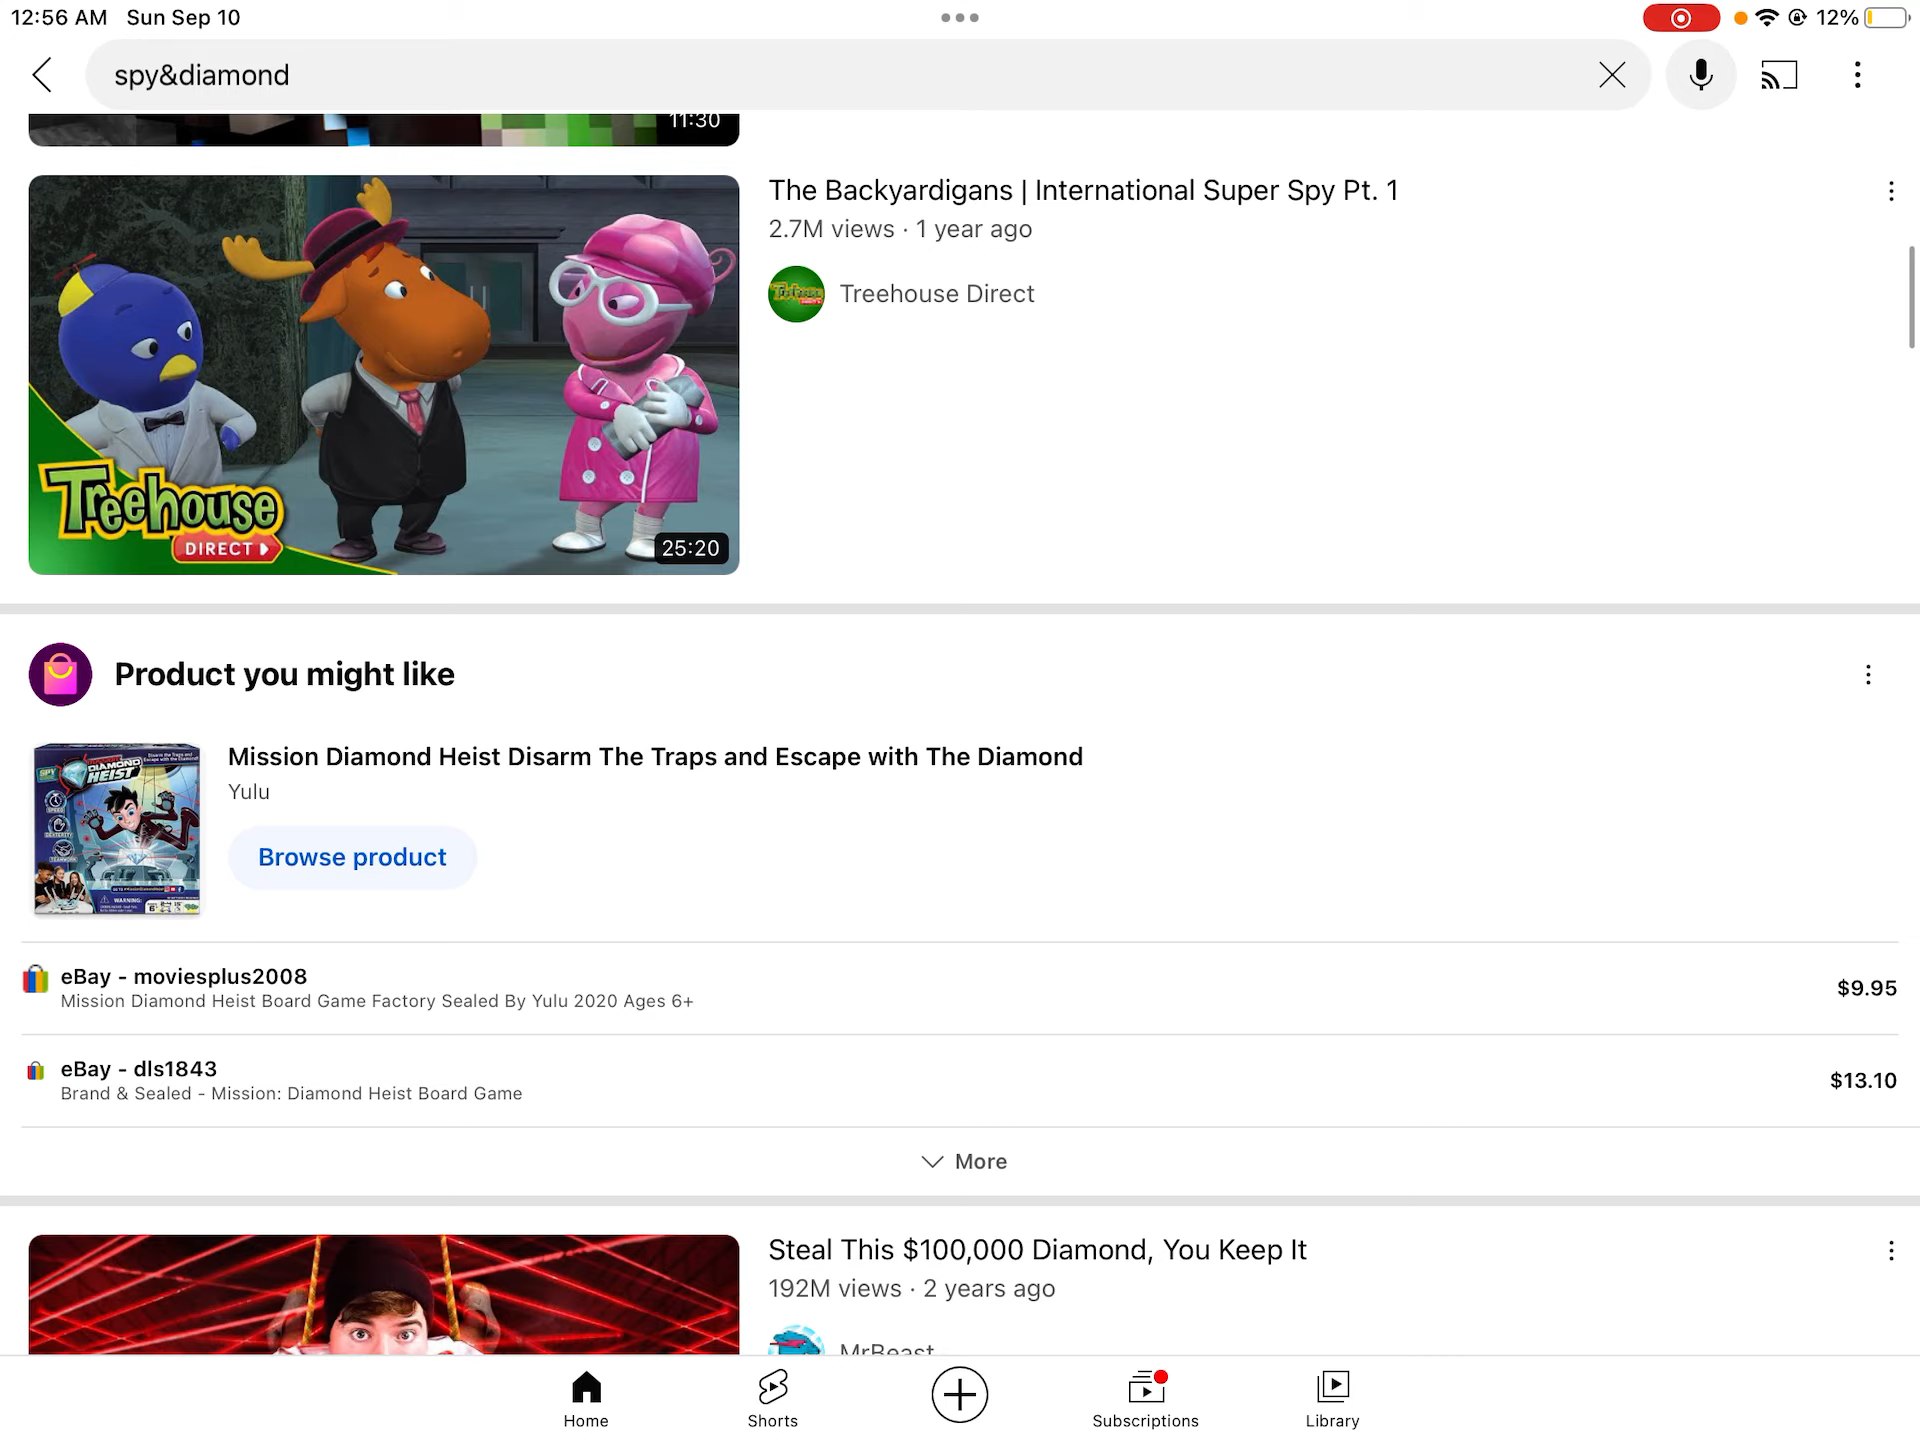 12:56 AM Sun Sep 10
12%
spy&diamond
11:30
The Backyardigans | International Super Spy Pt. 1
2.7M views · 1 year ago
Treehouse Direct
Treehouse
DIRECT
25:20
Product you might like
Mission Diamond Heist Disarm The Traps and Escape with The Diamond
Yulu
SPY
DIAMOND
HEIST
WARNING:
Browse product
eBay - moviesplus2008
Mission Diamond Heist Board Game Factory Sealed By Yulu 2020 Ages 6+
$9.95
eBay - dls1843
Brand & Sealed - Mission: Diamond Heist Board Game
$13.10
More
Steal This $100,000 Diamond, You Keep It
192M views · 2 years ago
MrBeast
Home
Shorts
Subscriptions
Library